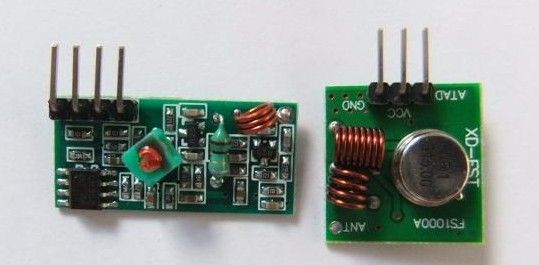 GND
VCC
ATAD
XD-FST
ANT
FS1000A